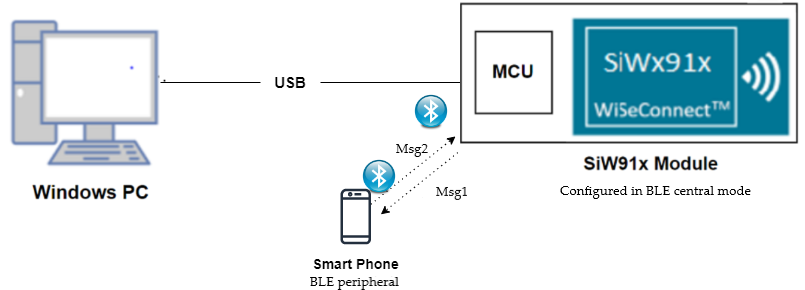 MCU
SiWx91x
WiSeConnect™
USB
Msg2
Msg1
SiW91x Module
Configured in BLE central mode
Windows PC
Smart Phone
BLE peripheral